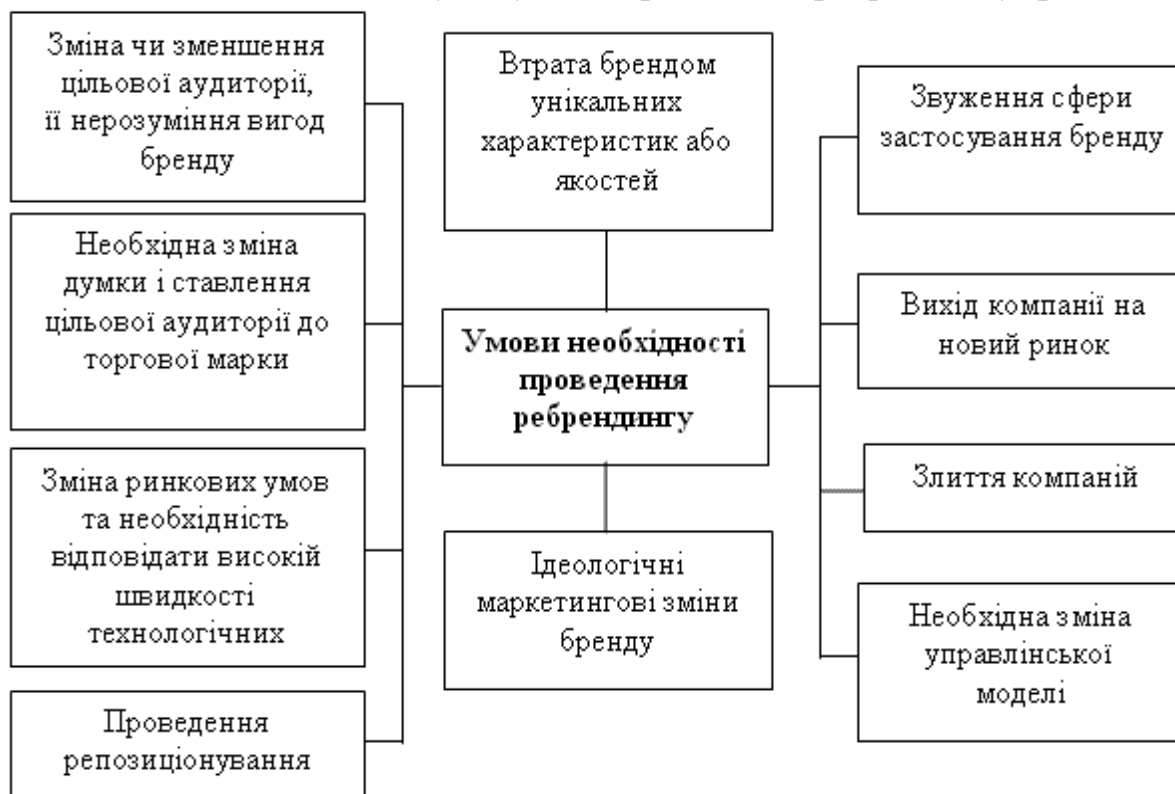 Зміна чи зменшення
цільової аудиторії,
її нерозуміння вигод
бренду
Необхідна зміна
думки і ставлення
цільової аудиторії до
торгової марки
Зміна ринкових умов
та необхідність
відповідати високій
швидкості
технологічних
Проведення
репозиціонування
Втрата брендом
унікальних
характеристик або
якостей
Умови необхідності
проведення
ребрендингу
Ідеологічні
маркетингові зміни
бренду
Звуження сфери
застосування бренду
Вихід компанії на
новий ринок
Злиття компаній
Необхідна зміна
управлінської
моделі